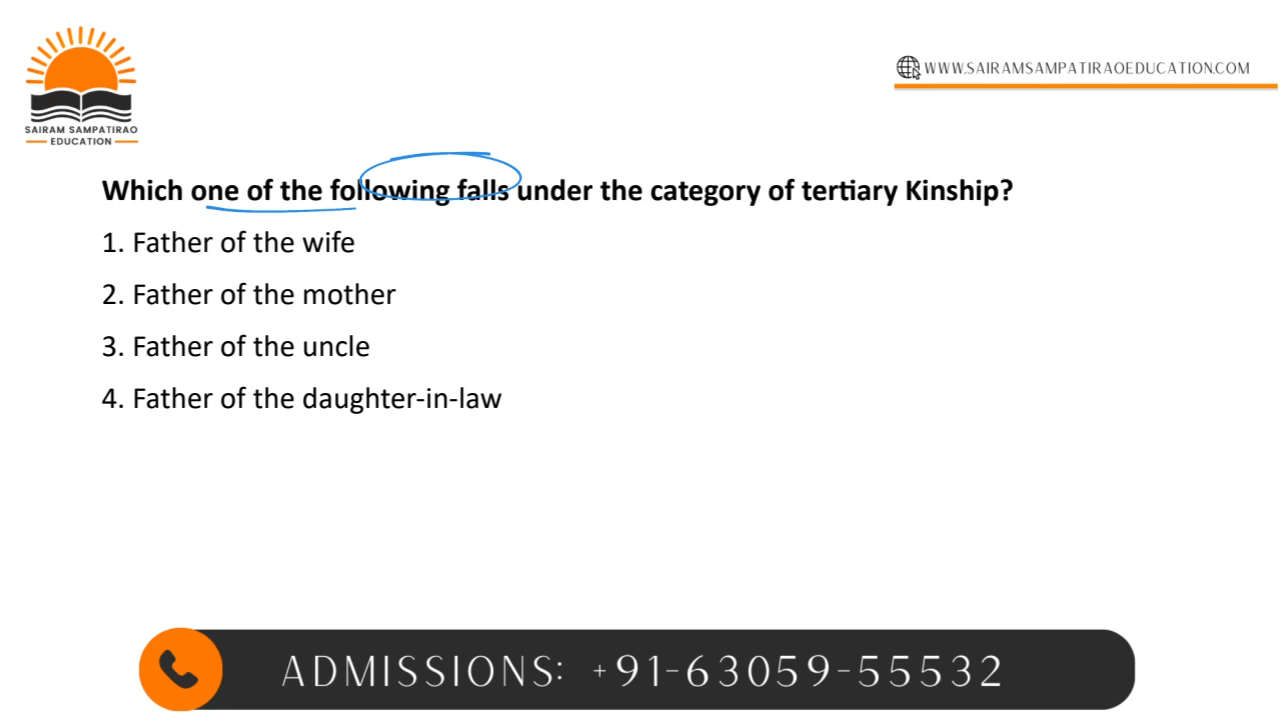 SAIRAM SAMPATIRAO
EDUCATION
WWW.SAIRAMSAMPATIRAOEDUCATION.COM
Which one of the following falls under the category of tertiary Kinship?
1. Father of the wife
2. Father of the mother
3. Father of the uncle
4. Father of the daughter-in-law
ADMISSIONS: +91-63059-55532